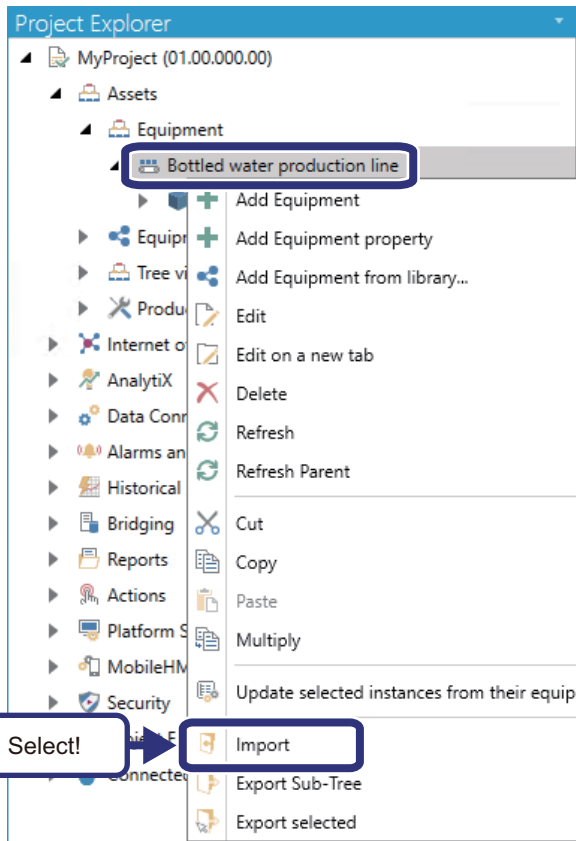 Project Explorer
MyProject (01.00.000.00)
Assets
Equipment
Bottled water production line
Add Equipment
Equipr
Add Equipment property
Tree vi
Add Equipment from library...
Produ
Edit
Internet o
Edit on a new tab
AnalytiX
Delete
Data Conr
Refresh
Alarms an
Refresh Parent
Historical
Bridging
Cut
Reports
Copy
Actions
Paste
Platform S
Multiply
MobileHM
Update selected instances from their equip
Security
Select!
Import
Connected
Export Sub-Tree
Export selected